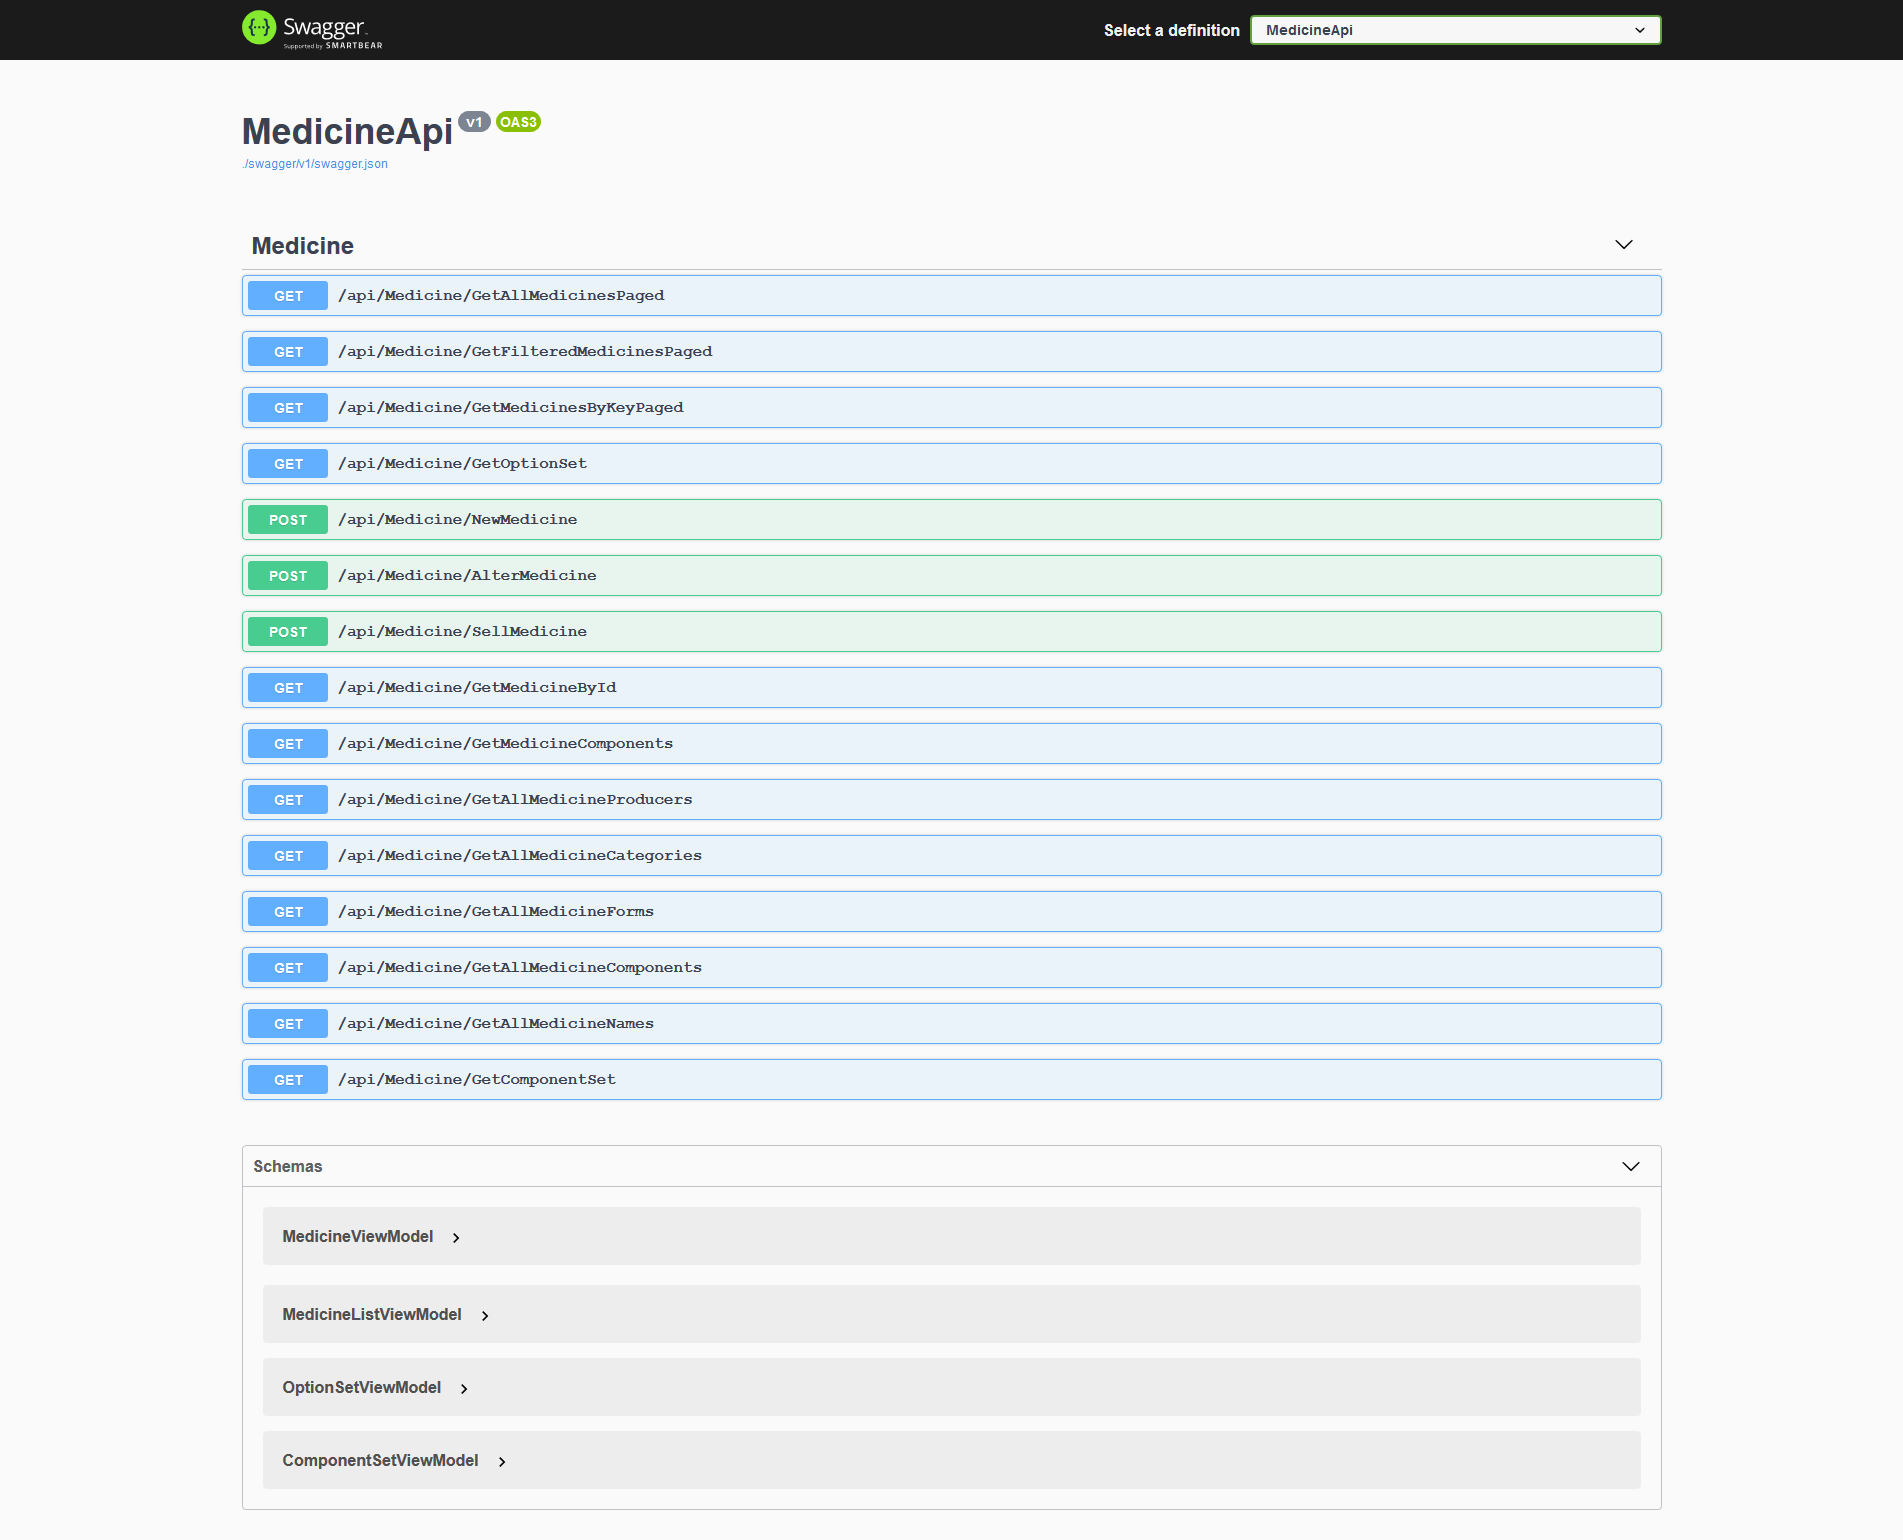 Swagger
Supported by SMARTBEAR
Select a definition
MedicineApi
MedicineApi v1 OAS3
./swagger/v1/swagger.json
Medicine
GET /api/Medicine/GetAllMedicinesPaged
GET /api/Medicine/GetFilteredMedicinesPaged
GET /api/Medicine/GetMedicinesByKeyPaged
GET /api/Medicine/GetOptionSet
POST /api/Medicine/NewMedicine
POST /api/Medicine/AlterMedicine
POST /api/Medicine/SellMedicine
GET /api/Medicine/GetMedicineById
GET /api/Medicine/GetMedicineComponents
GET /api/Medicine/GetAllMedicineProducers
GET /api/Medicine/GetAllMedicineCategories
GET /api/Medicine/GetAllMedicineForms
GET /api/Medicine/GetAllMedicineComponents
GET /api/Medicine/GetAllMedicineNames
GET /api/Medicine/GetComponentSet
Schemas
MedicineViewModel
MedicineListViewModel
OptionSetViewModel
ComponentSetViewModel